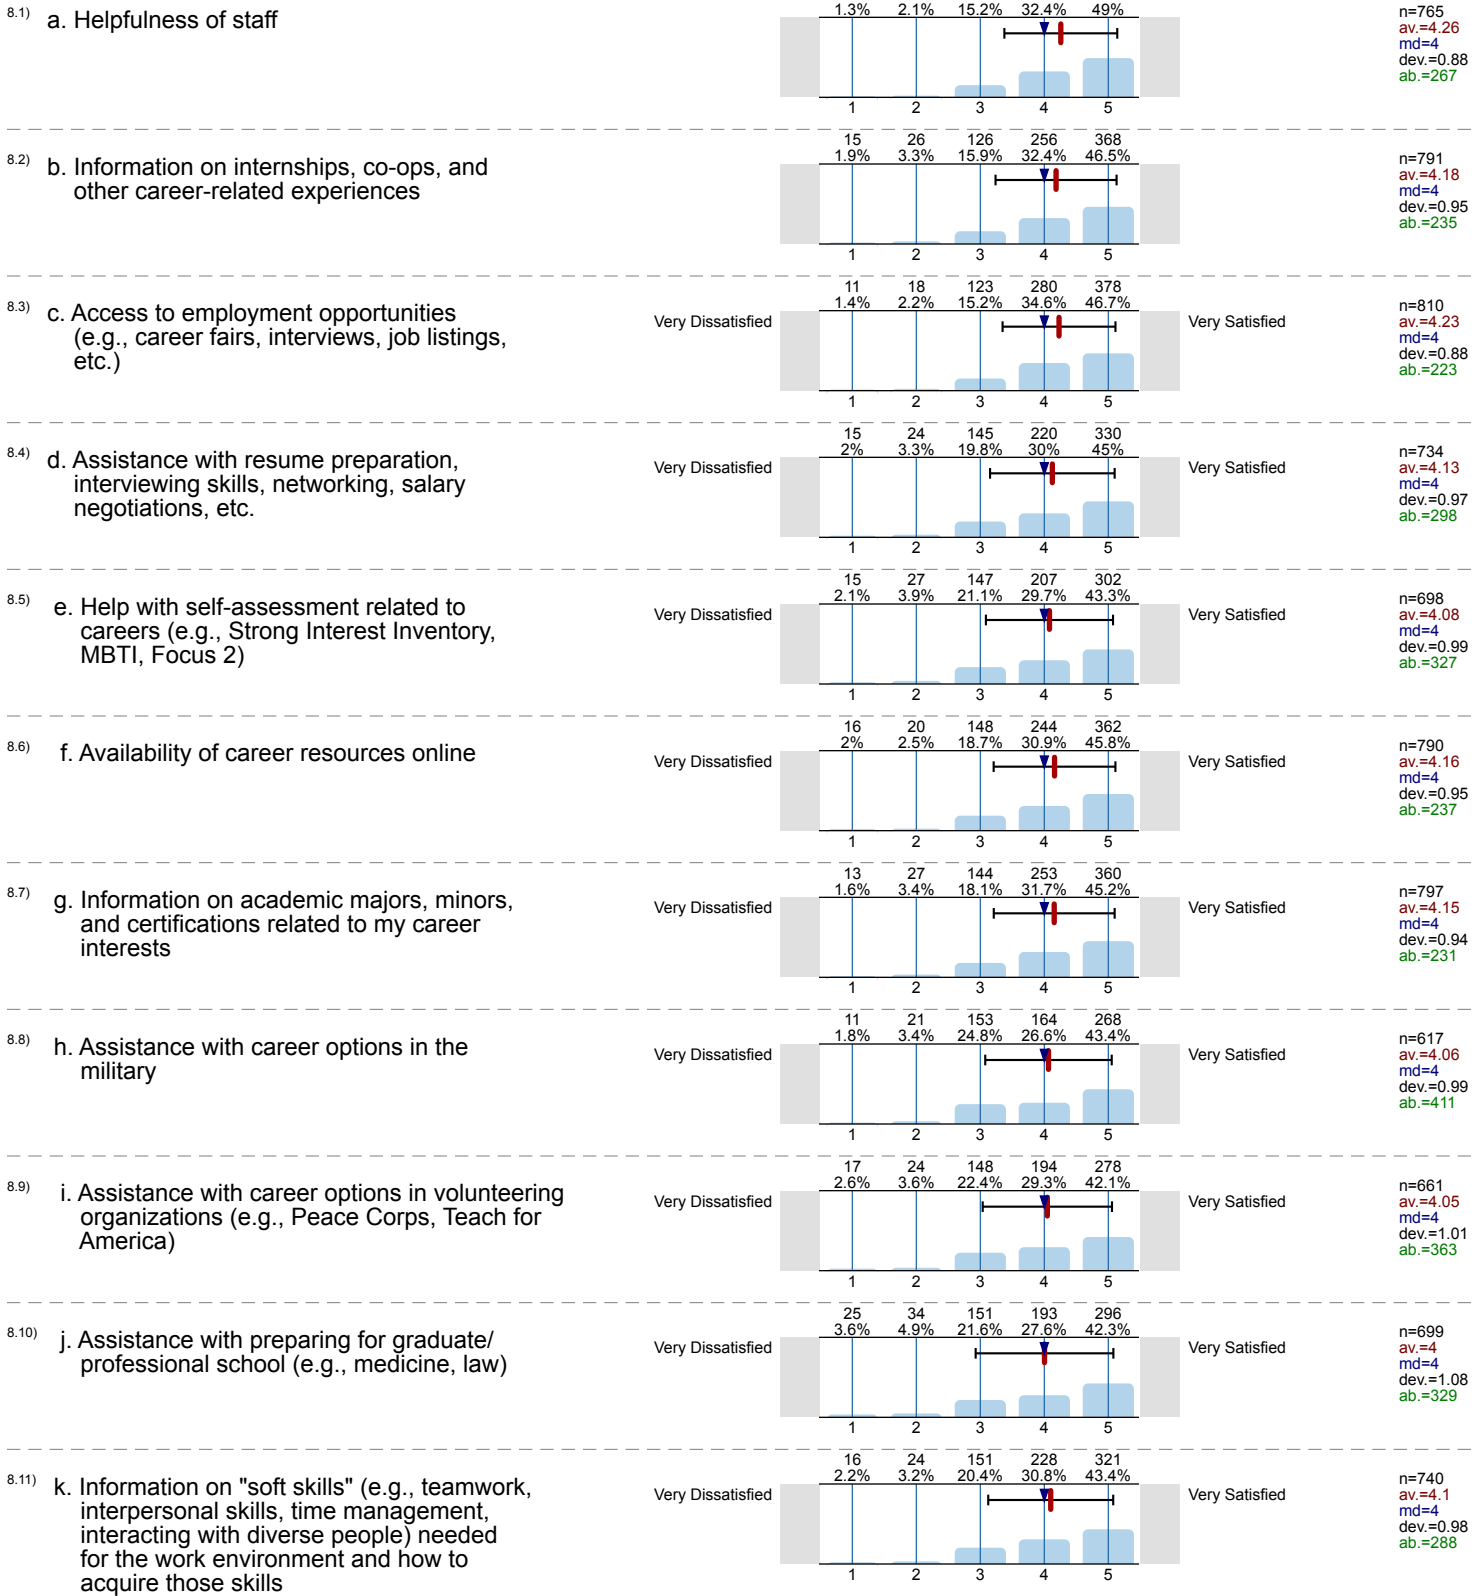 8.1) a. Helpfulness of staff
1.3% 2.1% 15.2% 32.4% 49%
1 2 3 4 5
n=765
av.=4.26
md=4
dev.=0.88
ab.=267
8.2) b. Information on internships, co-ops, and
other career-related experiences
15 26 126 256 368
1.9% 3.3% 15.9% 32.4% 46.5%
1 2 3 4 5
n=791
av.=4.18
md=4
dev.=0.95
ab.=235
8.3) c. Access to employment opportunities
(e.g., career fairs, interviews, job listings,
etc.)
Very Dissatisfied
11 18 123 280 378
1.4% 2.2% 15.2% 34.6% 46.7%
1 2 3 4 5
Very Satisfied
n=810
av.=4.23
md=4
dev.=0.88
ab.=223
8.4) d. Assistance with resume preparation,
interviewing skills, networking, salary
negotiations, etc.
Very Dissatisfied
15 24 145 220 330
2% 3.3% 19.8% 30% 45%
1 2 3 4 5
Very Satisfied
n=734
av.=4.13
md=4
dev.=0.97
ab.=298
8.5) e. Help with self-assessment related to
careers (e.g., Strong Interest Inventory,
MBTI, Focus 2)
Very Dissatisfied
15 27 147 207 302
2.1% 3.9% 21.1% 29.7% 43.3%
1 2 3 4 5
Very Satisfied
n=698
av.=4.08
md=4
dev.=0.99
ab.=327
8.6) f. Availability of career resources online
Very Dissatisfied
16 20 148 244 362
2% 2.5% 18.7% 30.9% 45.8%
1 2 3 4 5
Very Satisfied
n=790
av.=4.16
md=4
dev.=0.95
ab.=237
8.7) g. Information on academic majors, minors,
and certifications related to my career
interests
Very Dissatisfied
13 27 144 253 360
1.6% 3.4% 18.1% 31.7% 45.2%
1 2 3 4 5
Very Satisfied
n=797
av.=4.15
md=4
dev.=0.94
ab.=231
8.8) h. Assistance with career options in the
military
Very Dissatisfied
11 21 153 164 268
1.8% 3.4% 24.8% 26.6% 43.4%
1 2 3 4 5
Very Satisfied
n=617
av.=4.06
md=4
dev.=0.99
ab.=411
8.9) i. Assistance with career options in volunteering
organizations (e.g., Peace Corps, Teach for
America)
Very Dissatisfied
17 24 148 194 278
2.6% 3.6% 22.4% 29.3% 42.1%
1 2 3 4 5
Very Satisfied
n=661
av.=4.05
md=4
dev.=1.01
ab.=363
8.10) j. Assistance with preparing for graduate/
professional school (e.g., medicine, law)
Very Dissatisfied
25 34 151 193 296
3.6% 4.9% 21.6% 27.6% 42.3%
1 2 3 4 5
Very Satisfied
n=699
av.=4
md=4
dev.=1.08
ab.=329
8.11) k. Information on "soft skills" (e.g., teamwork,
interpersonal skills, time management,
interacting with diverse people) needed
for the work environment and how to
acquire those skills
Very Dissatisfied
16 24 151 228 321
2.2% 3.2% 20.4% 30.8% 43.4%
1 2 3 4 5
Very Satisfied
n=740
av.=4.1
md=4
dev.=0.98
ab.=288